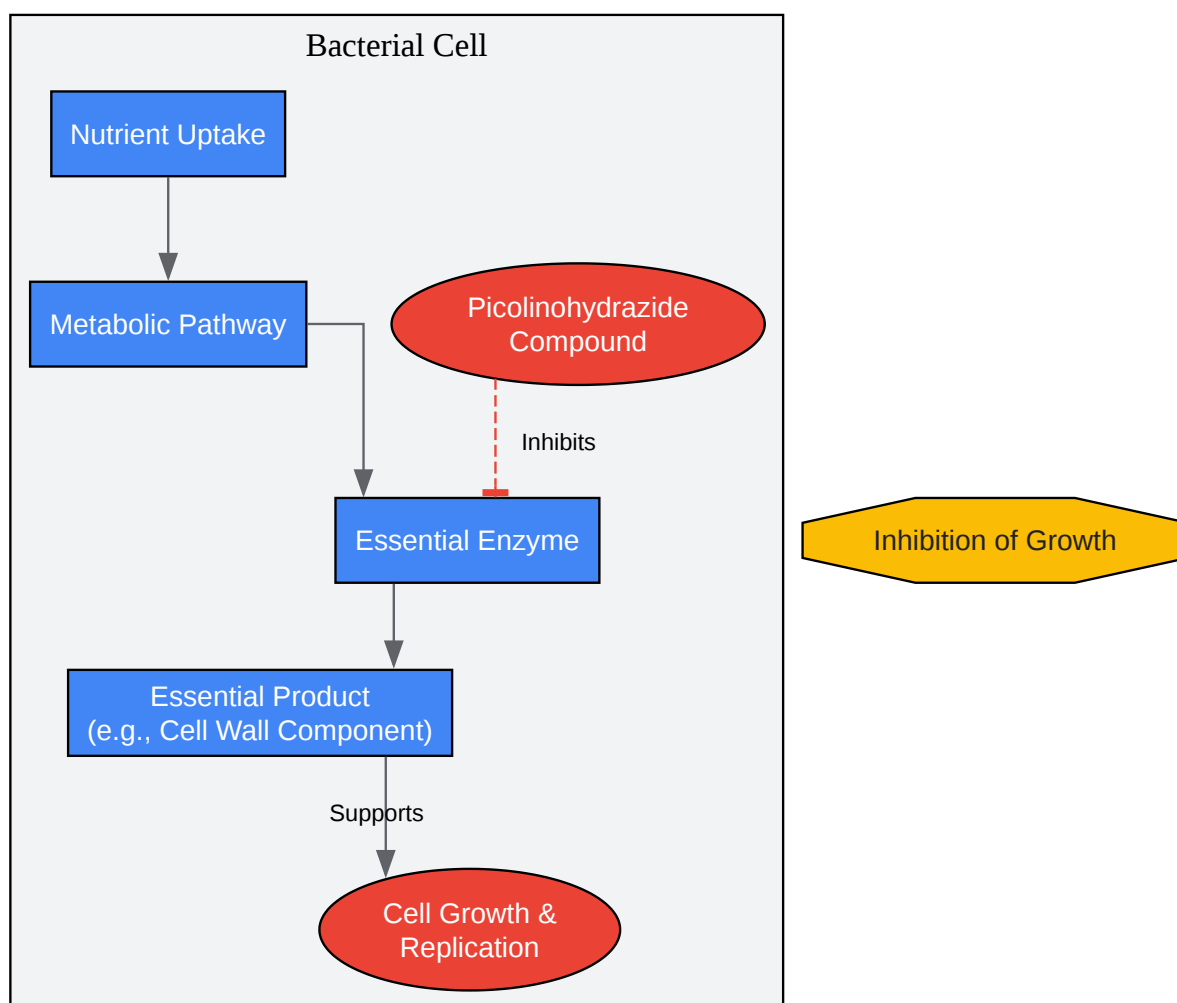 Bacterial Cell
Nutrient Uptake
Metabolic Pathway
Picolinohydrazide
Compound
Inhibits
Essential Enzyme
Inhibition of Growth
Essential Product
(e.g., Cell Wall Component)
Supports
Cell Growth &
Replication